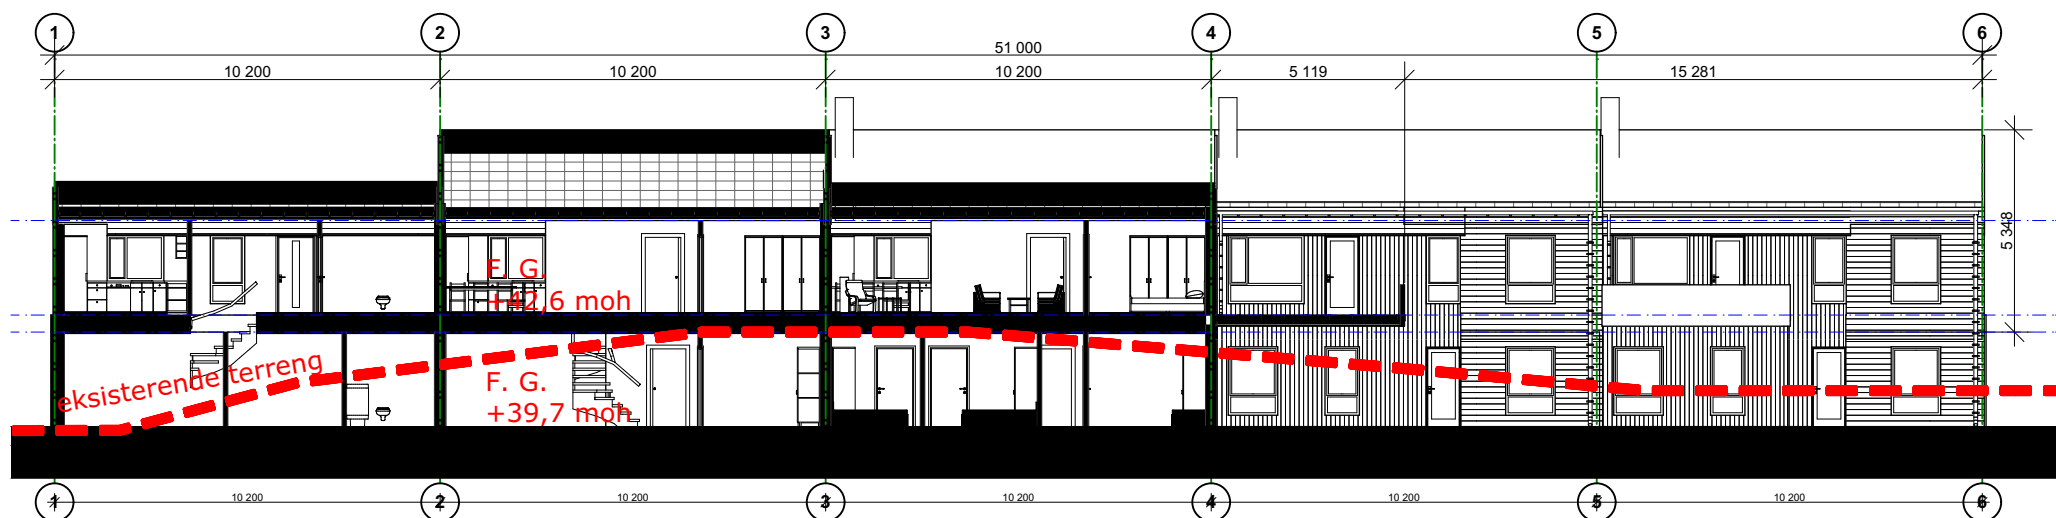 1 2 3 4 5 6
51 000
10 200 10 200 10 200 5 119 15 281
5 348
F. G.
+42,6 moh
eksisterende terreng
F. G.
+39,7 moh
10 200 10 200 10 200 10 200 10 200
1 2 3 4 5 6